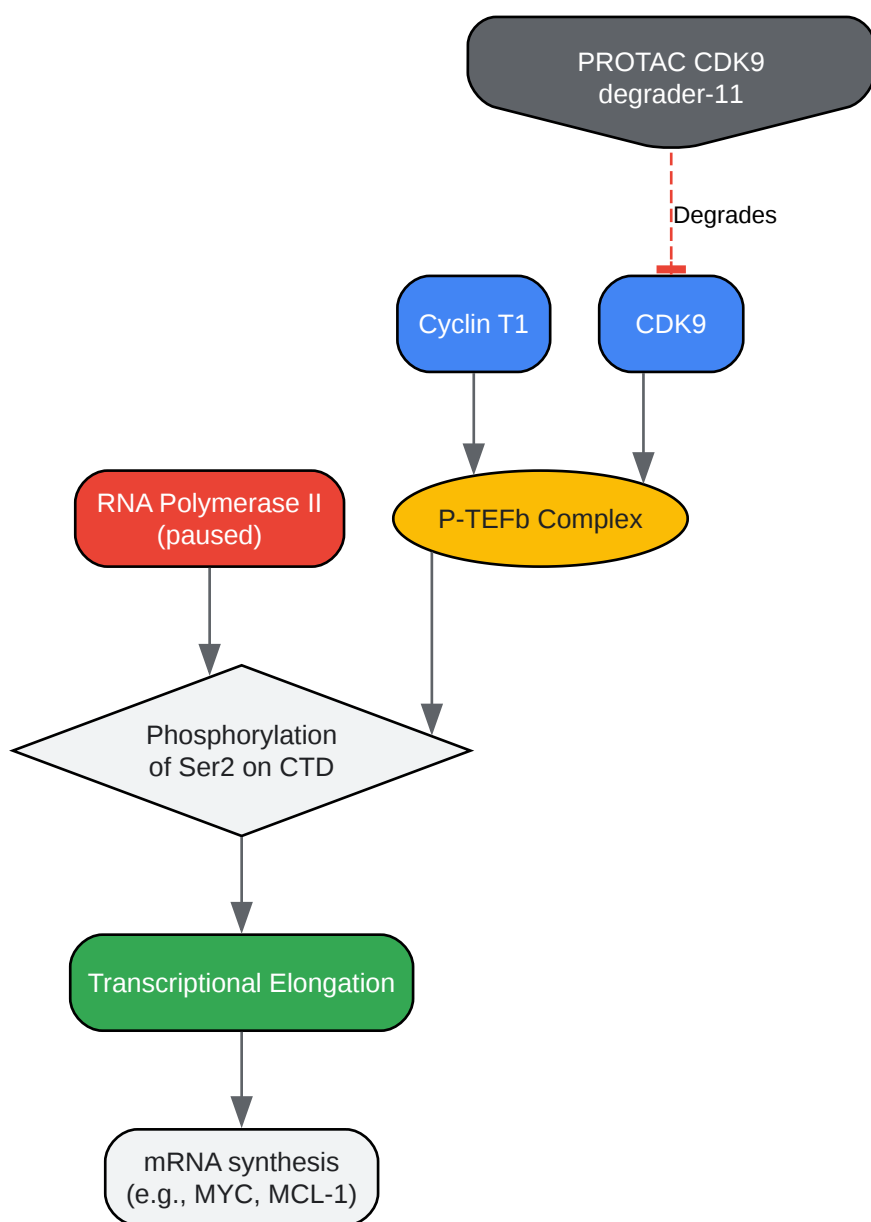 PROTAC CDK9
degrader-11
Degrades
Cyclin T1
CDK9
RNA Polymerase II
(paused)
P-TEFb Complex
Phosphorylation
of Ser2 on CTD
Transcriptional Elongation
mRNA synthesis
(e.g., MYC, MCL-1)